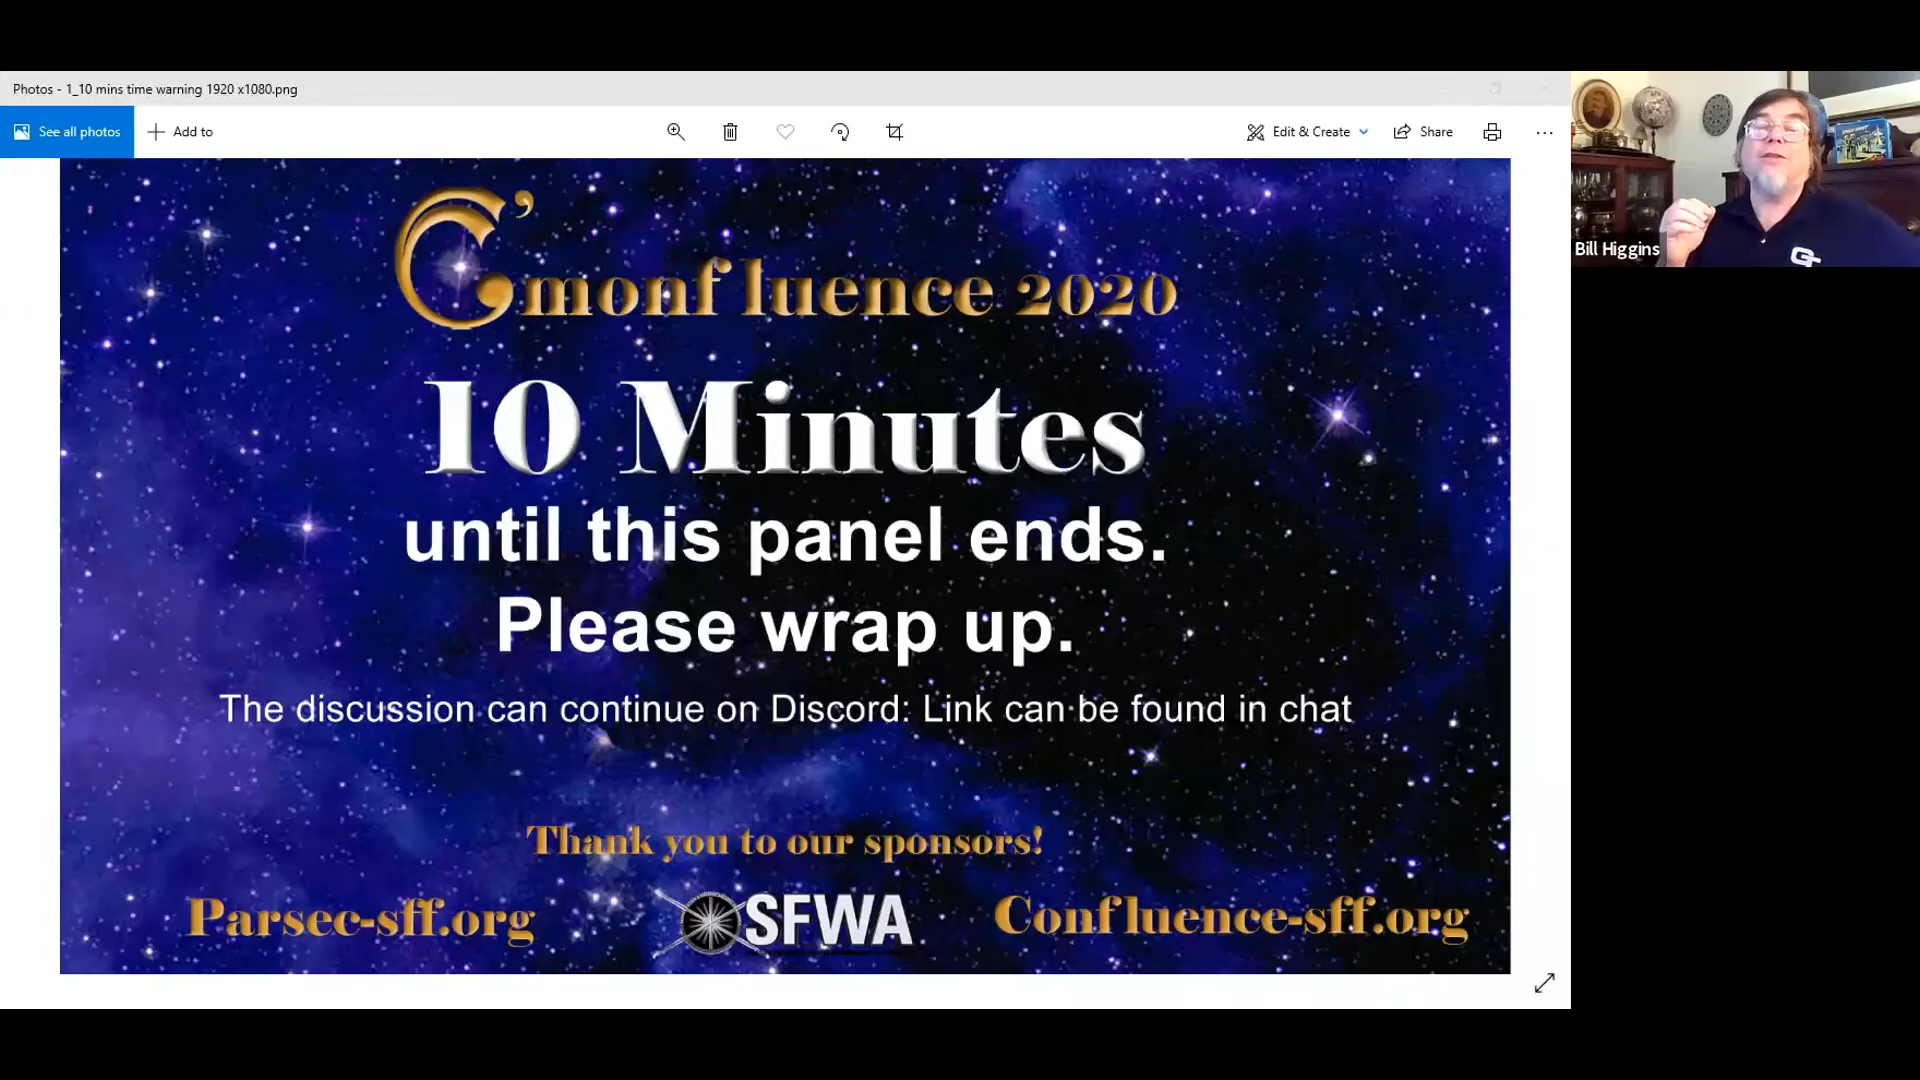 Photos - 1_10 mins time warning 1920 x1080.png
See all photos
Add to
Edit & Create
Share
C'monfluence 2020
10 Minutes
until this panel ends.
Please wrap up.
The discussion can continue on Discord: Link can be found in chat
Thank you to our sponsors!
Parsec-sff.org
SFWA
Confluence-sff.org
Bill Higgins